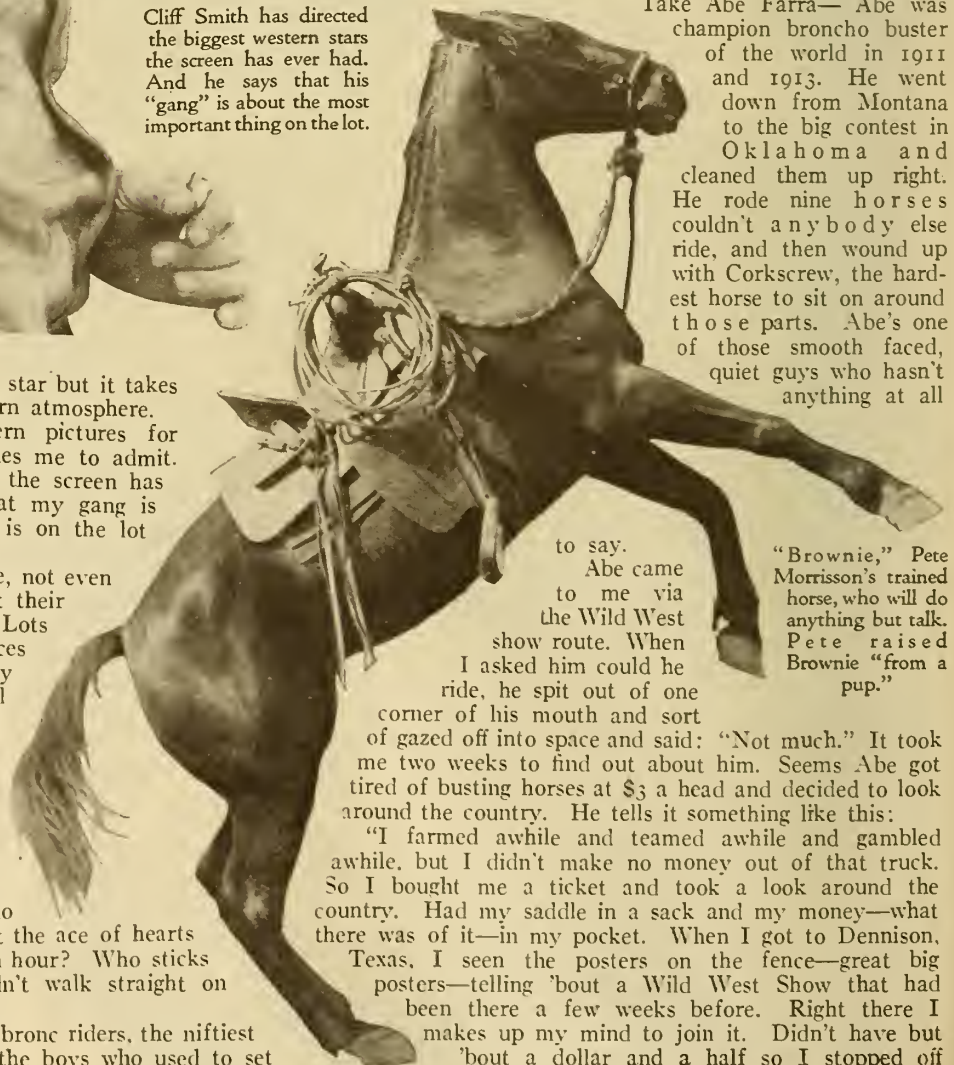 Cliff Smith has directed
the biggest western stars
the screen has ever had.
And he says that his
"gang" is about the most
important thing on the lot.
star but it takes
rn atmosphere.
ern pictures for
es me to admit.
the screen has
at my gang is
is on the lot
e, not even
t their
Lots
ces
y
l
o
t the ace of hearts
n hour? Who sticks
dn't walk straight on
bronc riders, the niftiest
the boys who used to set
Take Abe Farra— Abe was
champion broncho buster
of the world in 1911
and 1913. He went
down from Montana
to the big contest in
Oklahoma and
cleaned them up right.
He rode nine horses
couldn't anybody else
ride, and then wound up
with Corkscrew, the hard-
est horse to sit on around
those parts. Abe's one
of those smooth faced,
quiet guys who hasn't
anything at all
to say.
Abe came
to me via
the Wild West
show route. When
I asked him could he
ride, he spit out of one
corner of his mouth and sort
of gazed off into space and said: "Not much." It took
me two weeks to find out about him. Seems Abe got
tired of busting horses at $3 a head and decided to look
around the country. He tells it something like this:
"I farmed awhile and teamed awhile and gambled
awhile, but I didn't make no money out of that truck.
So I bought me a ticket and took a look around the
country. Had my saddle in a sack and my money—what
there was of it—in my pocket. When I got to Dennison,
Texas, I seen the posters on the fence—great big
posters—telling 'bout a Wild West Show that had
been there a few weeks before. Right there I
makes up my mind to join it. Didn't have but
'bout a dollar and a half so I stopped off
"Brownie," Pete
Morrisson's trained
horse, who will do
anything but talk.
Pete raised
Brownie "from a
pup."